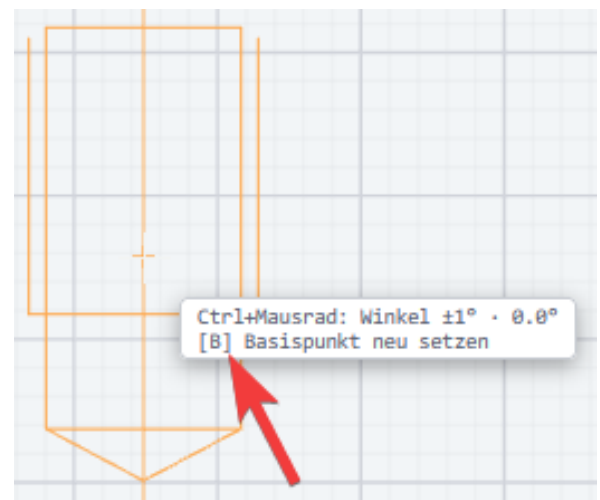 Ctrl+Mausrad: Winkel ±1° · 0.0°
[B] Basispunkt neu setzen